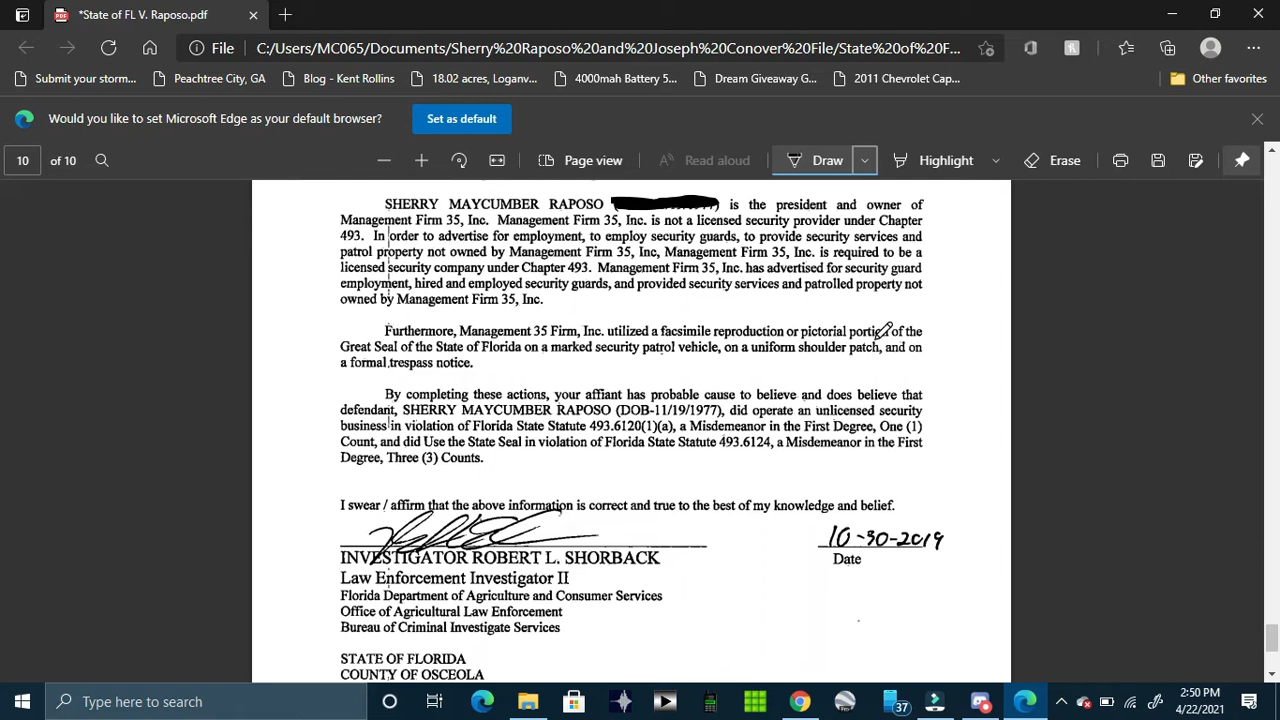 *State of FL V. Raposo.pdf
File C:/Users/MC065/Documents/Sherry%20Raposo%20and%20Joseph%20Conover%20File/State%20of%20F...
Submit your storm... Peachtree City, GA Blog - Kent Rollins 18.02 acres, Loganv... 4000mah Battery 5... Dream Giveaway G... 2011 Chevrolet Cap... Other favorites
Would you like to set Microsoft Edge as your default browser? Set as default
10 of 10 Page view Read aloud Draw Highlight Erase
SHERRY MAYCUMBER RAPOSO is the president and owner of
Management Firm 35, Inc. Management Firm 35, Inc. is not a licensed security provider under Chapter
493. In order to advertise for employment, to employ security guards, to provide security services and
patrol property not owned by Management Firm 35, Inc, Management Firm 35, Inc. is required to be a
licensed security company under Chapter 493. Management Firm 35, Inc. has advertised for security guard
employment, hired and employed security guards, and provided security services and patrolled property not
owned by Management Firm 35, Inc.
Furthermore, Management 35 Firm, Inc. utilized a facsimile reproduction or pictorial portion of the
Great Seal of the State of Florida on a marked security patrol vehicle, on a uniform shoulder patch, and on
a formal trespass notice.
By completing these actions, your affiant has probable cause to believe and does believe that
defendant, SHERRY MAYCUMBER RAPOSO (DOB-11/19/1977), did operate an unlicensed security
business in violation of Florida State Statute 493.6120(1)(a), a Misdemeanor in the First Degree, One (1)
Count, and did Use the State Seal in violation of Florida State Statute 493.6124, a Misdemeanor in the First
Degree, Three (3) Counts.
I swear / affirm that the above information is correct and true to the best of my knowledge and belief.
10-30-2019
INVESTIGATOR ROBERT L. SHORBACK Date
Law Enforcement Investigator II
Florida Department of Agriculture and Consumer Services
Office of Agricultural Law Enforcement
Bureau of Criminal Investigate Services
STATE OF FLORIDA
COUNTY OF OSCEOLA
Type here to search 37 2:50 PM
4/22/2021